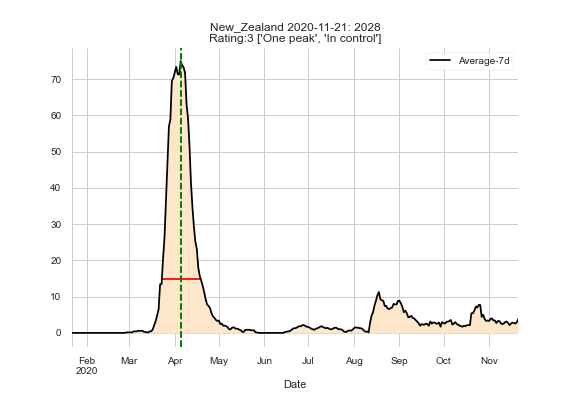 New_Zealand 2020-11-21: 2028
Rating:3 ['One peak', 'In control']
Average-7d
70
60
50
40
30
20
10
0
Feb Mar Apr May Jun Jul Aug Sep Oct Nov
2020
Date